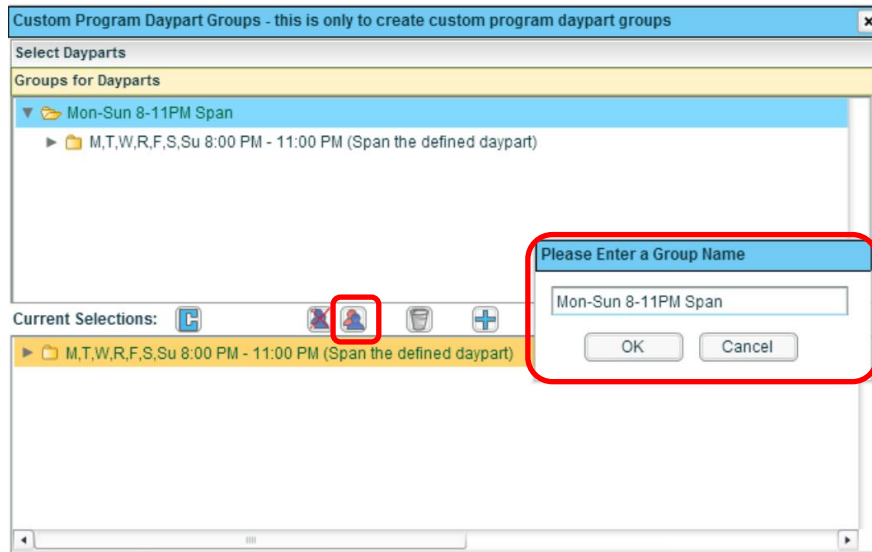 Custom Program Daypart Groups - this is only to create custom program daypart groups
Select Dayparts
Groups for Dayparts
Mon-Sun 8-11PM Span
M,T,W,R,F,S,Su 8:00 PM - 11:00 PM (Span the defined daypart)
Please Enter a Group Name
Mon-Sun 8-11PM Span
OK Cancel
Current Selections: C
M,T,W,R,F,S,Su 8:00 PM - 11:00 PM (Span the defined daypart)